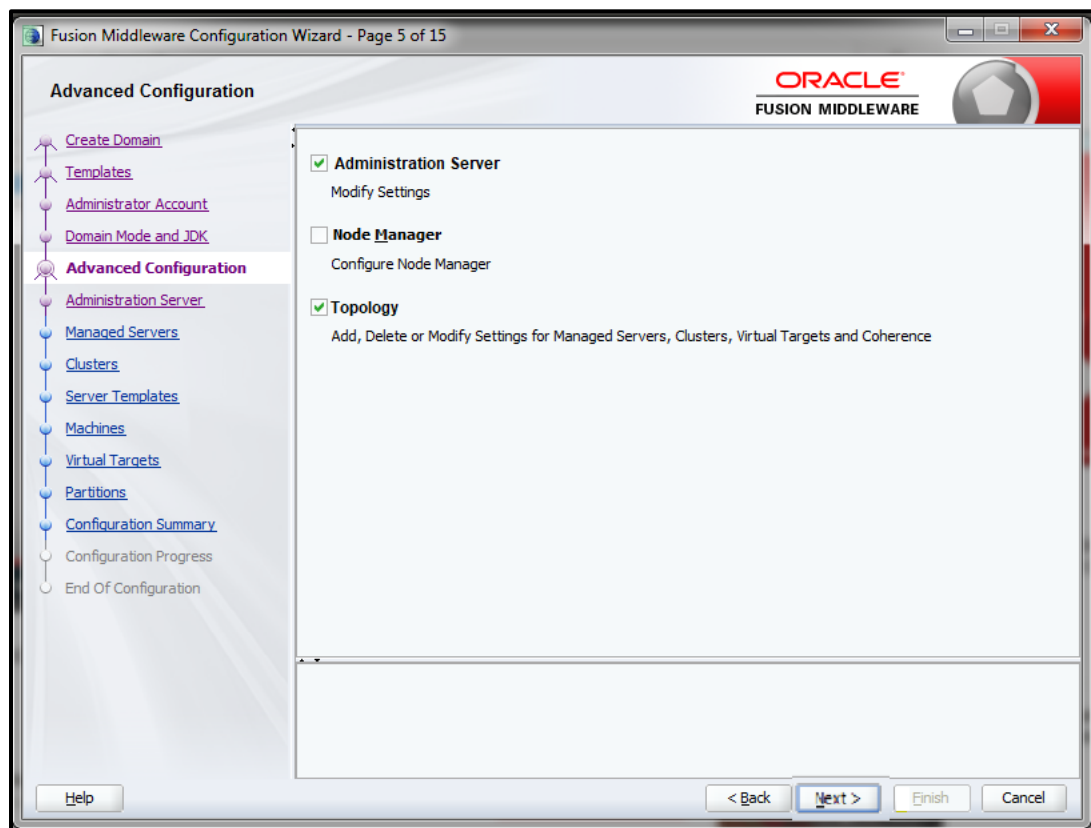 Fusion Middleware Configuration Wizard - Page 5 of 15
Advanced Configuration
ORACLE
FUSION MIDDLEWARE
Create Domain
Templates
Administrator Account
Domain Mode and JDK
Advanced Configuration
Administration Server
Managed Servers
Clusters
Server Templates
Machines
Virtual Targets
Partitions
Configuration Summary
Configuration Progress
End Of Configuration
Administration Server
Modify Settings
Node Manager
Configure Node Manager
Topology
Add, Delete or Modify Settings for Managed Servers, Clusters, Virtual Targets and Coherence
Help
< Back
Next >
Finish
Cancel